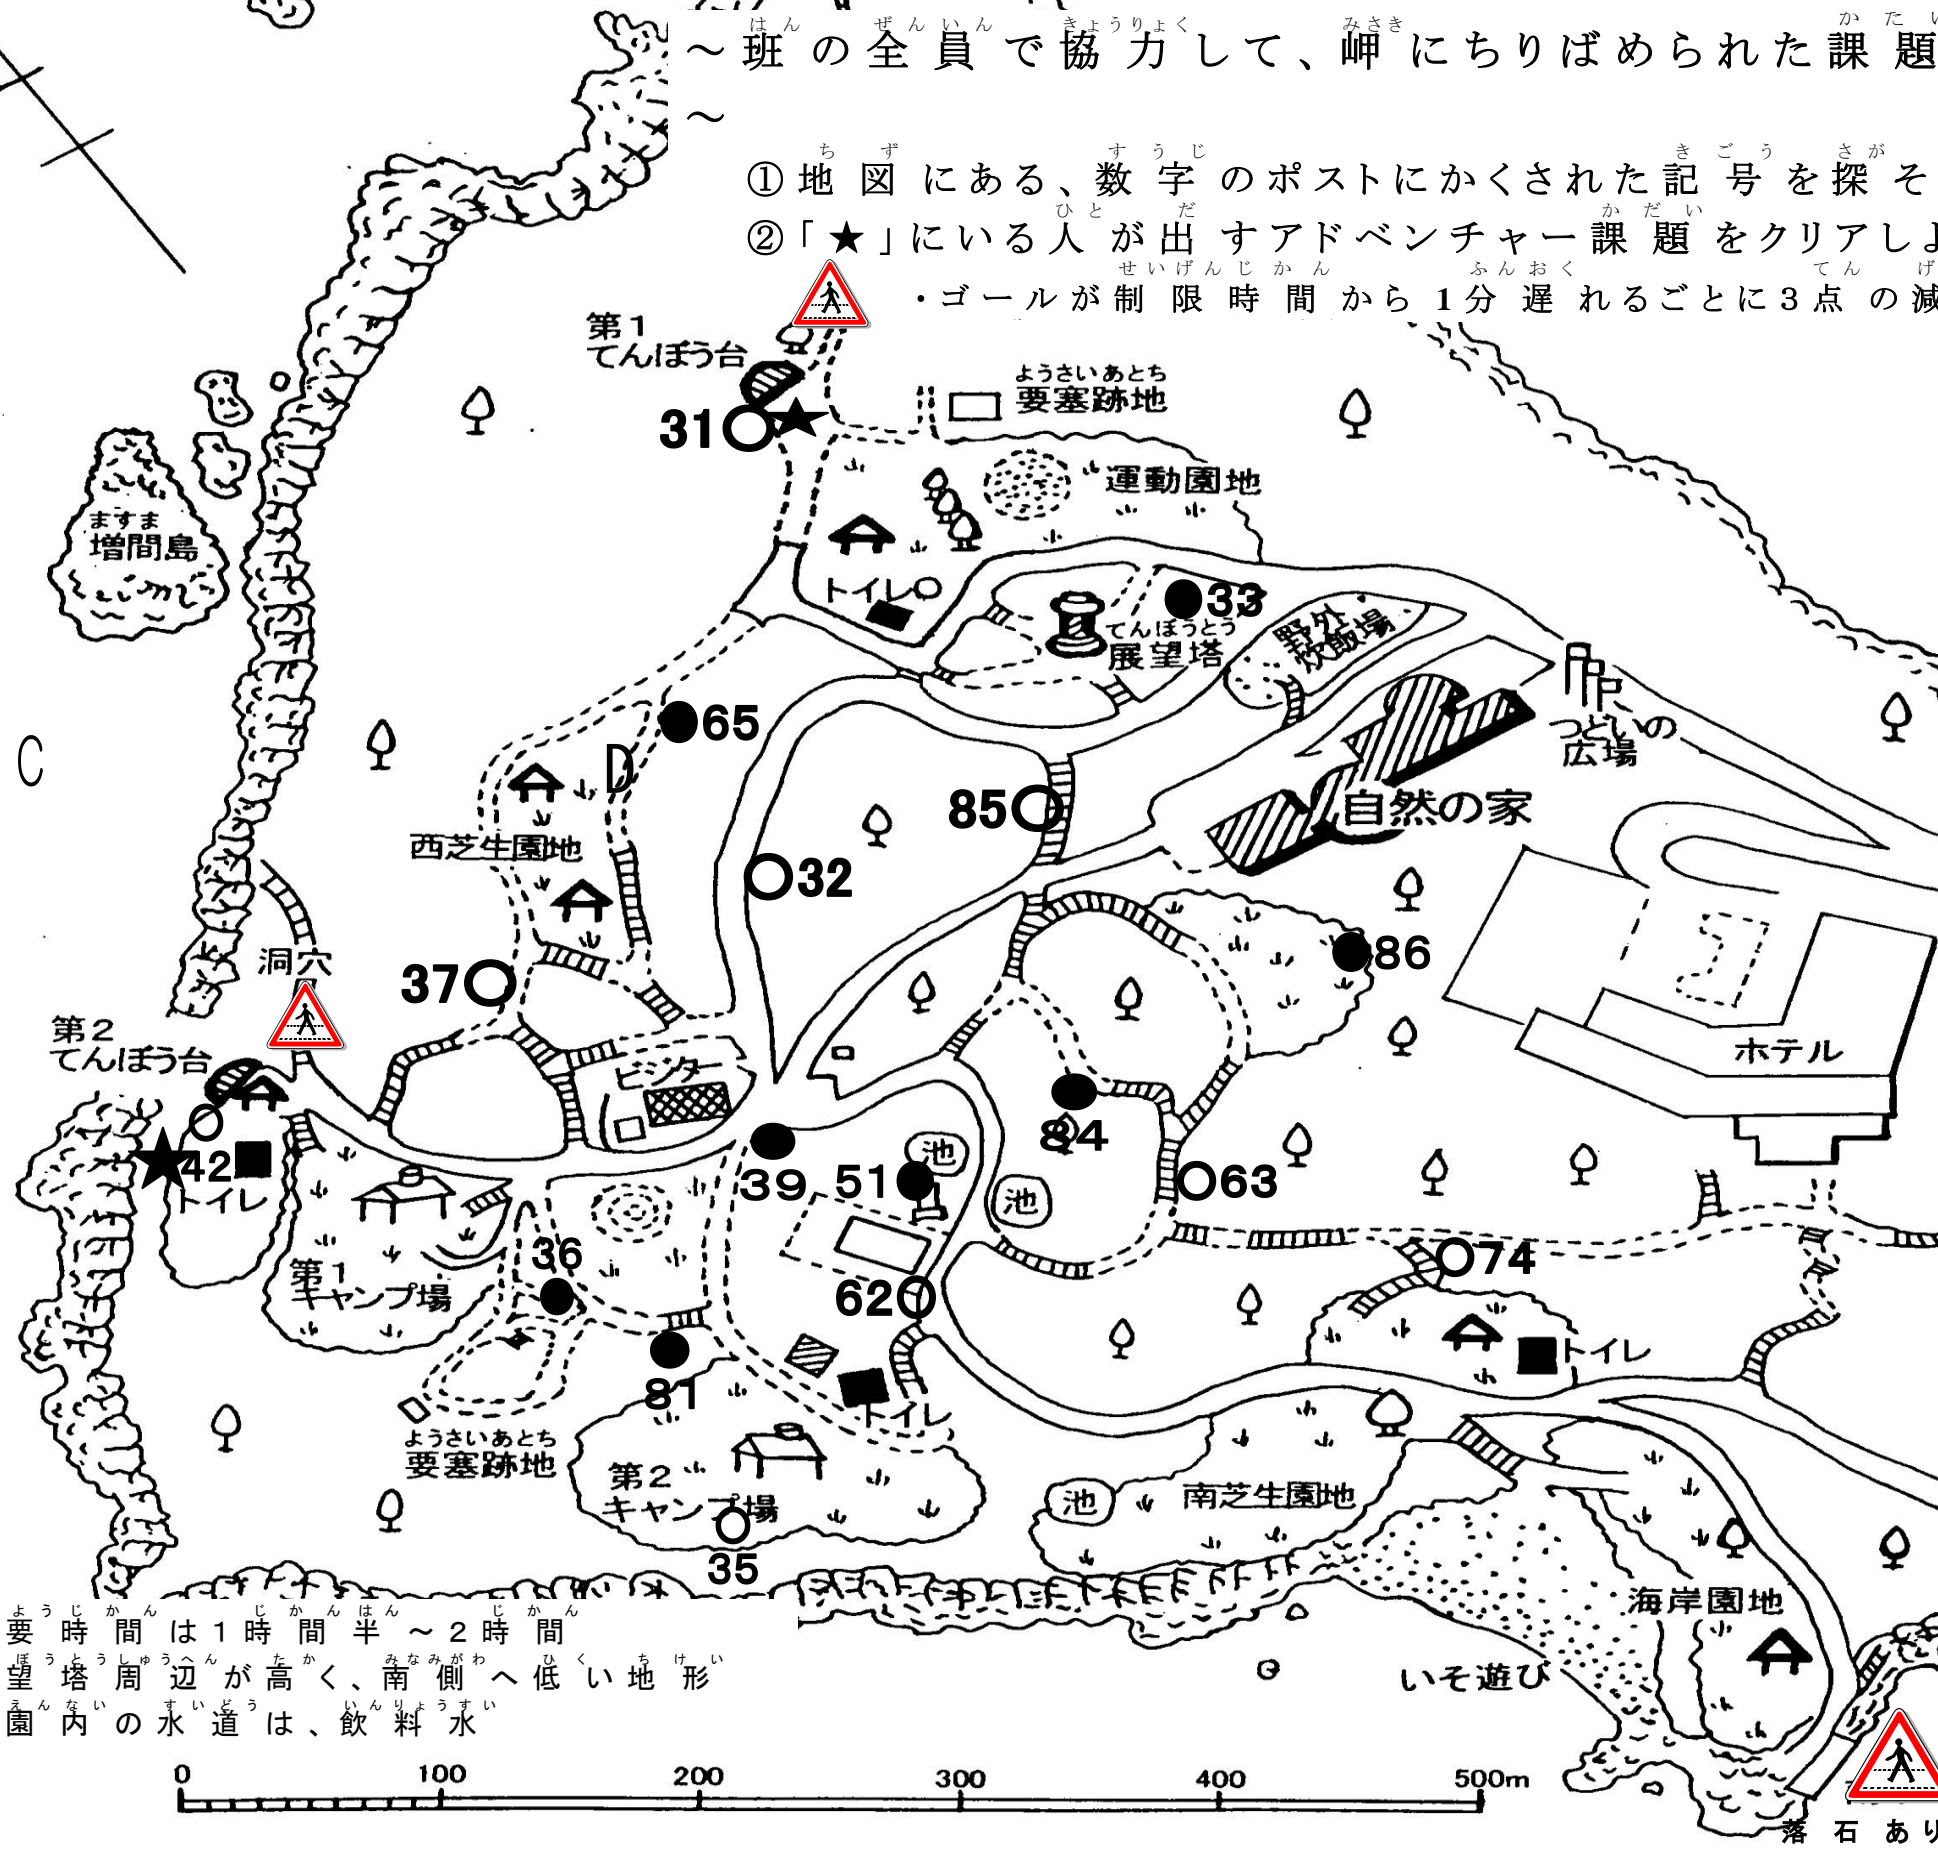 ～班の全員で協力して、岬にちりばめられた課題
～
①地図にある、数字のポストにかくされた記号を探そ
②「★」にいる人が出すアドベンチャー課題をクリアしよ
・ゴールが制限時間から1分遅れるごとに3点の減
第1
てんぼう台
31
ようさいあとち
要塞跡地
運動園地
ますま
増間島
トイレ
33
てんぼうとう
展望塔
野外
炊飯場
65
つどいの
広場
C
D
85
自然の家
西芝生園地
32
86
37
洞穴
第2
てんぼう台
ビジター
ホテル
84
42
トイレ
39
51
池
池
63
36
第1
キャンプ場
62
74
トイレ
81
トイレ
ようさいあとち
要塞跡地
第2
キャンプ場
池
南芝生園地
35
海岸園地
いそ遊び
要時間は1時間半～2時間
望塔周辺が高く、南側へ低い地形
園内の水道は、飲料水
0 100 200 300 400 500m
落石あり